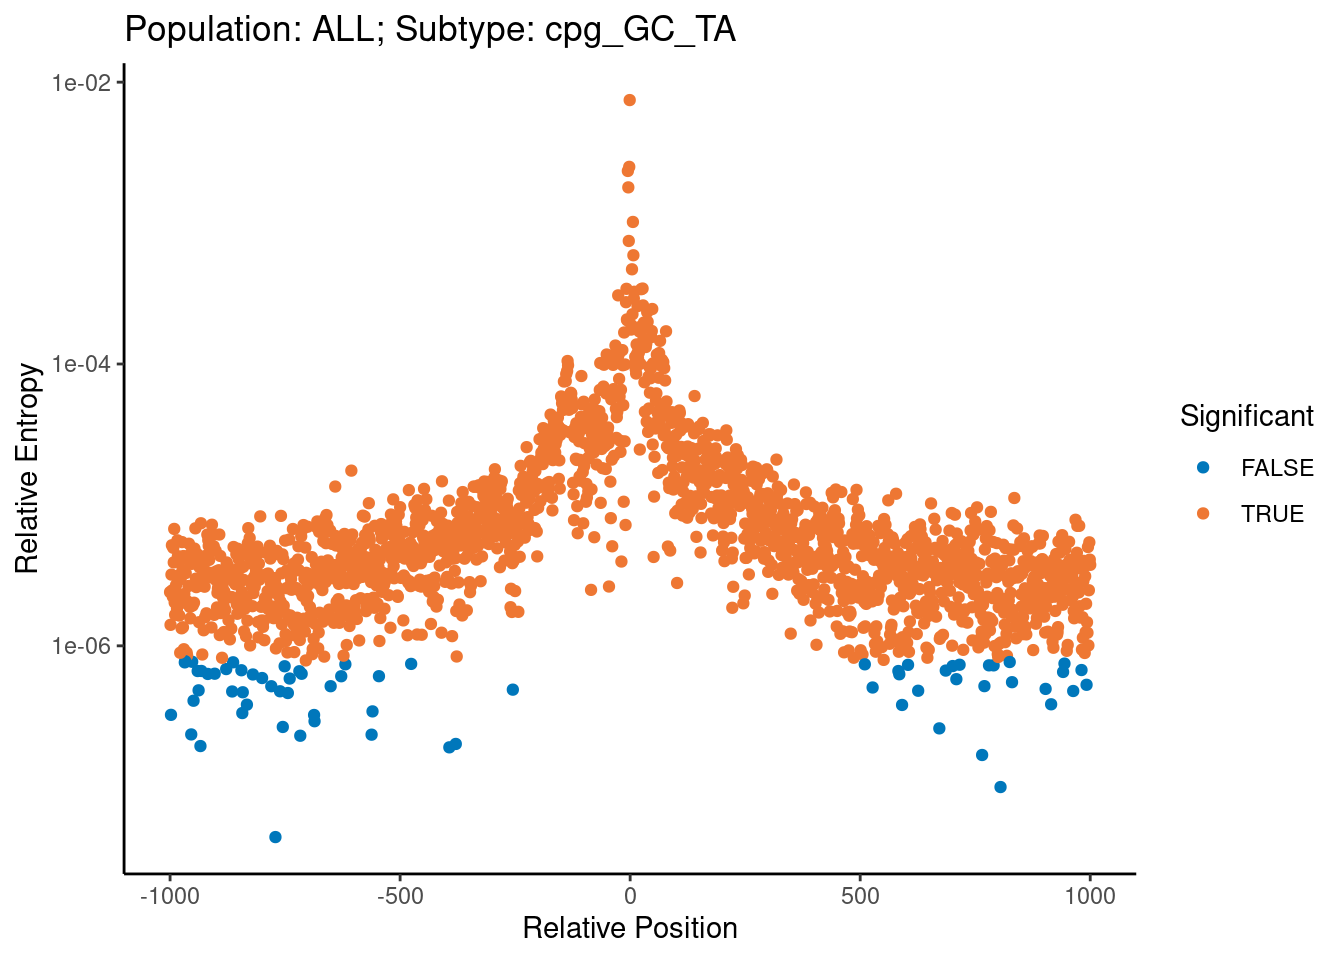 Population: ALL; Subtype: cpg_GC_TA
1e-02
1e-04
1e-06
Relative Entropy
-1000
-500
0
500
1000
Relative Position
Significant
FALSE
TRUE